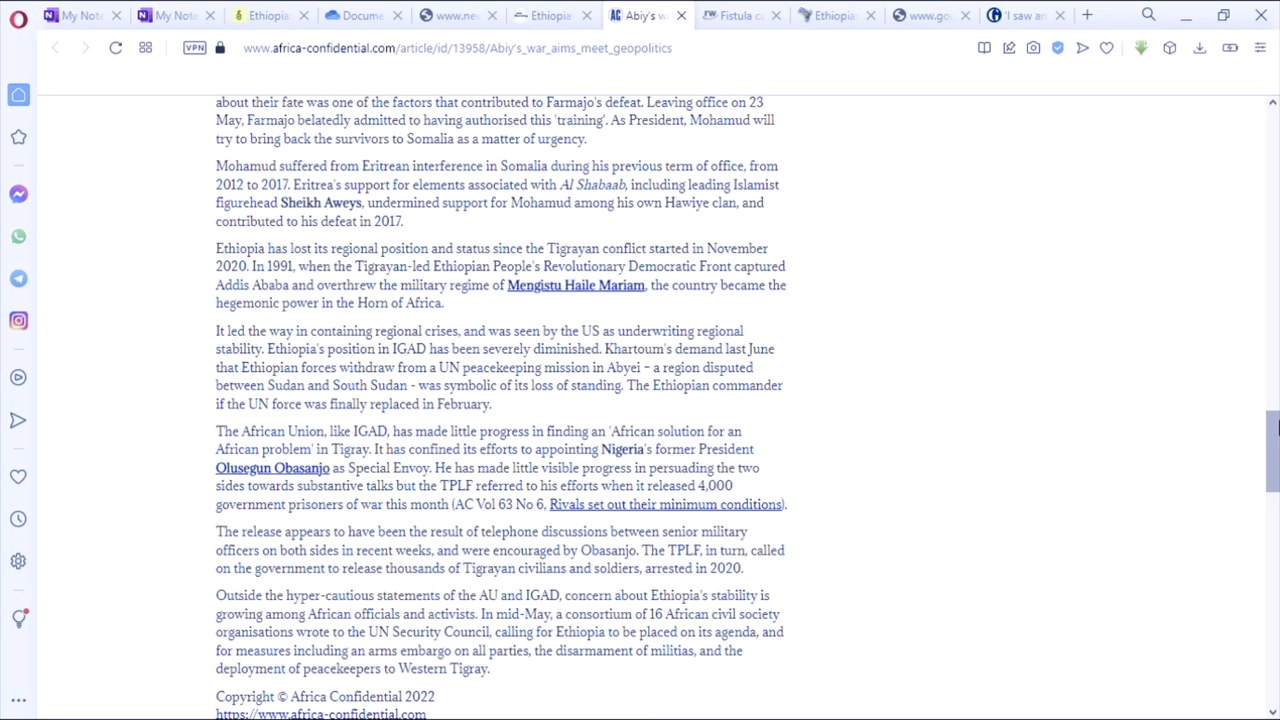 My Note
My Note
Ethiopia
Docume
www.nev
Ethiopia
Abiy's wa
Fistula c
Ethiopia
www.go
'I saw an
VPN
www.africa-confidential.com/article/id/13958/Abiy's_war_aims_meet_geopolitics
about their fate was one of the factors that contributed to Farmajo's defeat. Leaving office on 23
May, Farmajo belatedly admitted to having authorised this 'training'. As President, Mohamud will
try to bring back the survivors to Somalia as a matter of urgency.
Mohamud suffered from Eritrean interference in Somalia during his previous term of office, from
2012 to 2017. Eritrea's support for elements associated with Al Shabaab, including leading Islamist
figurehead Sheikh Aweys, undermined support for Mohamud among his own Hawiye clan, and
contributed to his defeat in 2017.
Ethiopia has lost its regional position and status since the Tigrayan conflict started in November
2020. In 1991, when the Tigrayan-led Ethiopian People's Revolutionary Democratic Front captured
Addis Ababa and overthrew the military regime of Mengistu Haile Mariam, the country became the
hegemonic power in the Horn of Africa.
It led the way in containing regional crises, and was seen by the US as underwriting regional
stability. Ethiopia's position in IGAD has been severely diminished. Khartoum's demand last June
that Ethiopian forces withdraw from a UN peacekeeping mission in Abyei – a region disputed
between Sudan and South Sudan - was symbolic of its loss of standing. The Ethiopian commander
if the UN force was finally replaced in February.
The African Union, like IGAD, has made little progress in finding an 'African solution for an
African problem' in Tigray. It has confined its efforts to appointing Nigeria's former President
Olusegun Obasanjo as Special Envoy. He has made little visible progress in persuading the two
sides towards substantive talks but the TPLF referred to his efforts when it released 4,000
government prisoners of war this month (AC Vol 63 No 6, Rivals set out their minimum conditions).
The release appears to have been the result of telephone discussions between senior military
officers on both sides in recent weeks, and were encouraged by Obasanjo. The TPLF, in turn, called
on the government to release thousands of Tigrayan civilians and soldiers, arrested in 2020.
Outside the hyper-cautious statements of the AU and IGAD, concern about Ethiopia's stability is
growing among African officials and activists. In mid-May, a consortium of 16 African civil society
organisations wrote to the UN Security Council, calling for Ethiopia to be placed on its agenda, and
for measures including an arms embargo on all parties, the disarmament of militias, and the
deployment of peacekeepers to Western Tigray.
Copyright © Africa Confidential 2022
https://www.africa-confidential.com